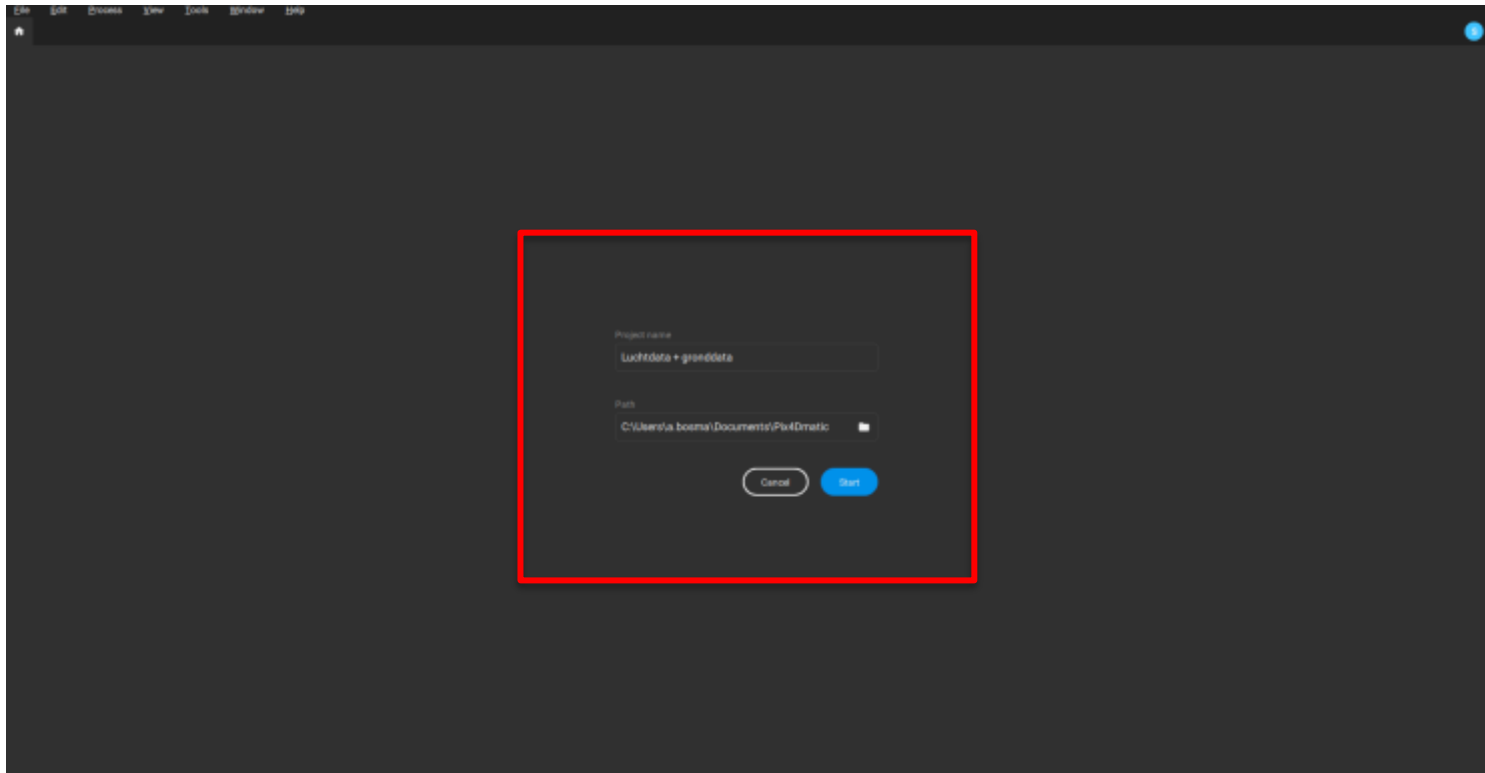 File Edit Process View Tools Window Help
S
Project name
Luchtdata + gronddata
Path
C:\Users\a.bosma\Documents\Pix4Dmatic
Cancel Start